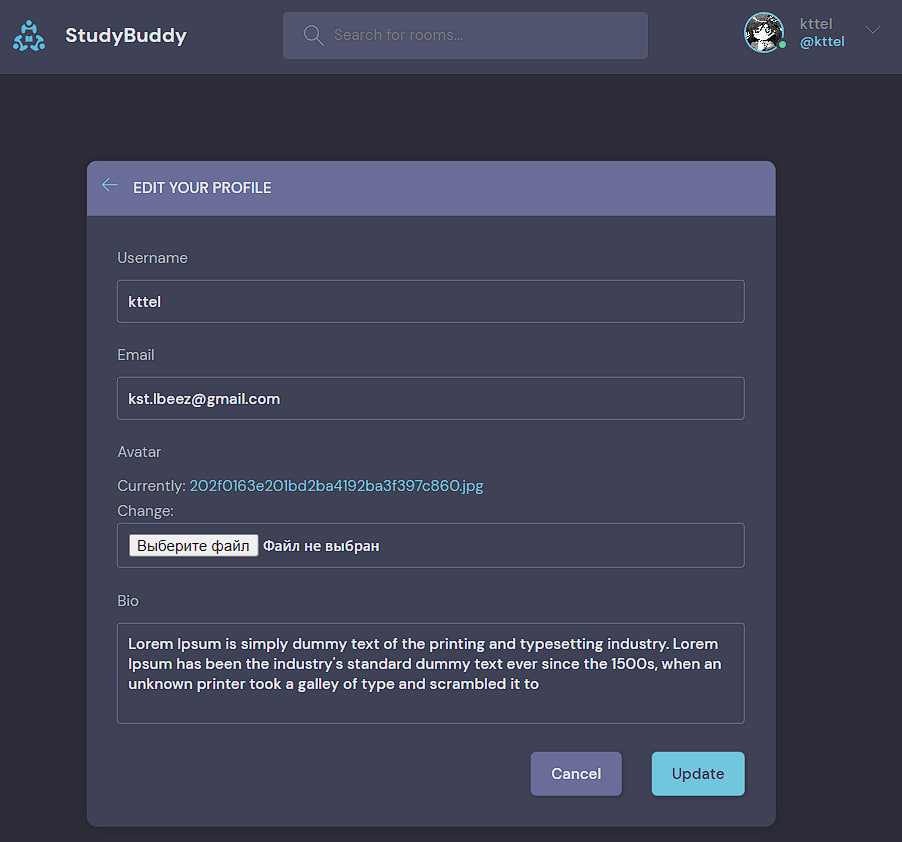 StudyBuddy
Search for rooms...
kttel
@kttel
EDIT YOUR PROFILE
Username
kttel
Email
kst.lbeez@gmail.com
Avatar
Currently: 202f0163e201bd2ba4192ba3f397c860.jpg
Change:
Выберите файл Файл не выбран
Bio
Lorem Ipsum is simply dummy text of the printing and typesetting industry. Lorem
Ipsum has been the industry's standard dummy text ever since the 1500s, when an
unknown printer took a galley of type and scrambled it to
Cancel
Update